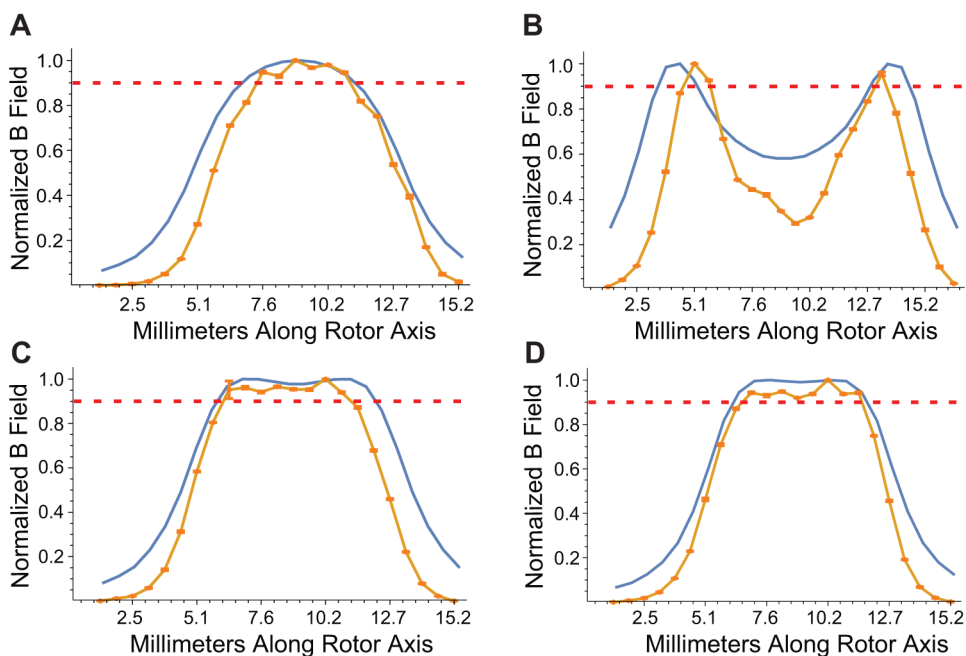 A
Normalized B Field
1.0
0.8
0.6
0.4
0.2
2.5 5.1 7.6 10.2 12.7 15.2
Millimeters Along Rotor Axis
B
Normalized B Field
1.0
0.8
0.6
0.4
0.2
2.5 5.1 7.6 10.2 12.7 15.2
Millimeters Along Rotor Axis
C
Normalized B Field
1.0
0.8
0.6
0.4
0.2
2.5 5.1 7.6 10.2 12.7 15.2
Millimeters Along Rotor Axis
D
Normalized B Field
1.0
0.8
0.6
0.4
0.2
2.5 5.1 7.6 10.2 12.7 15.2
Millimeters Along Rotor Axis